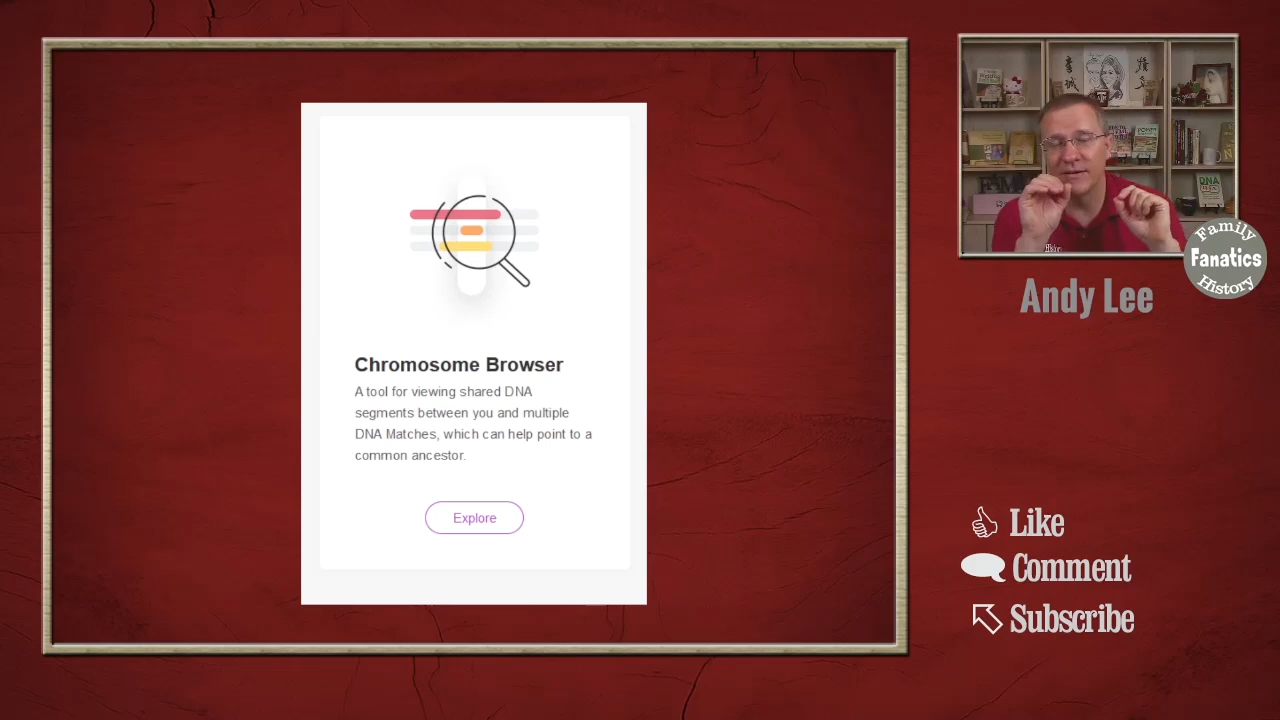 Chromosome Browser
A tool for viewing shared DNA
segments between you and multiple
DNA Matches, which can help point to a
common ancestor.
Explore
Family
Fanatics
History
Andy Lee
Like
Comment
Subscribe
DNA